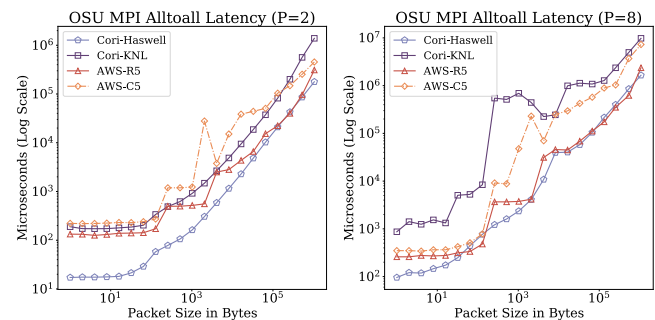 OSU MPI Alltoall Latency (P=2)
Microseconds (Log Scale)
10^6
10^5
10^4
10^3
10^2
10^1
Cori-Haswell
Cori-KNL
AWS-R5
AWS-C5
10^1
10^3
10^5
Packet Size in Bytes
OSU MPI Alltoall Latency (P=8)
Microseconds (Log Scale)
10^7
10^6
10^5
10^4
10^3
10^2
Cori-Haswell
Cori-KNL
AWS-R5
AWS-C5
10^1
10^3
10^5
Packet Size in Bytes